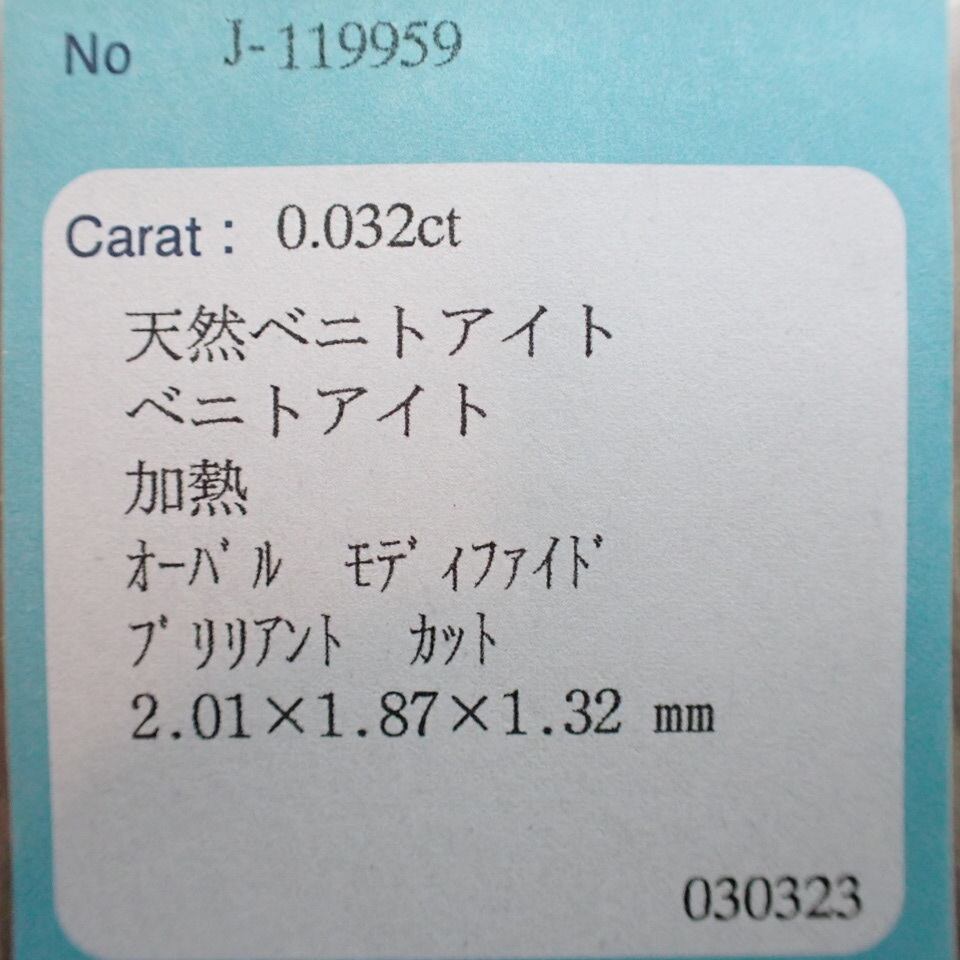 No J-119959
Carat : 0.032ct
天然ベニトアイト
ベニトアイト
加熱
ｵｰﾊﾞﾙ ﾓﾃﾞｨﾌｧｲﾄﾞ
ﾌﾞﾘﾘｱﾝﾄ ｶｯﾄ
2.01×1.87×1.32 mm
030323